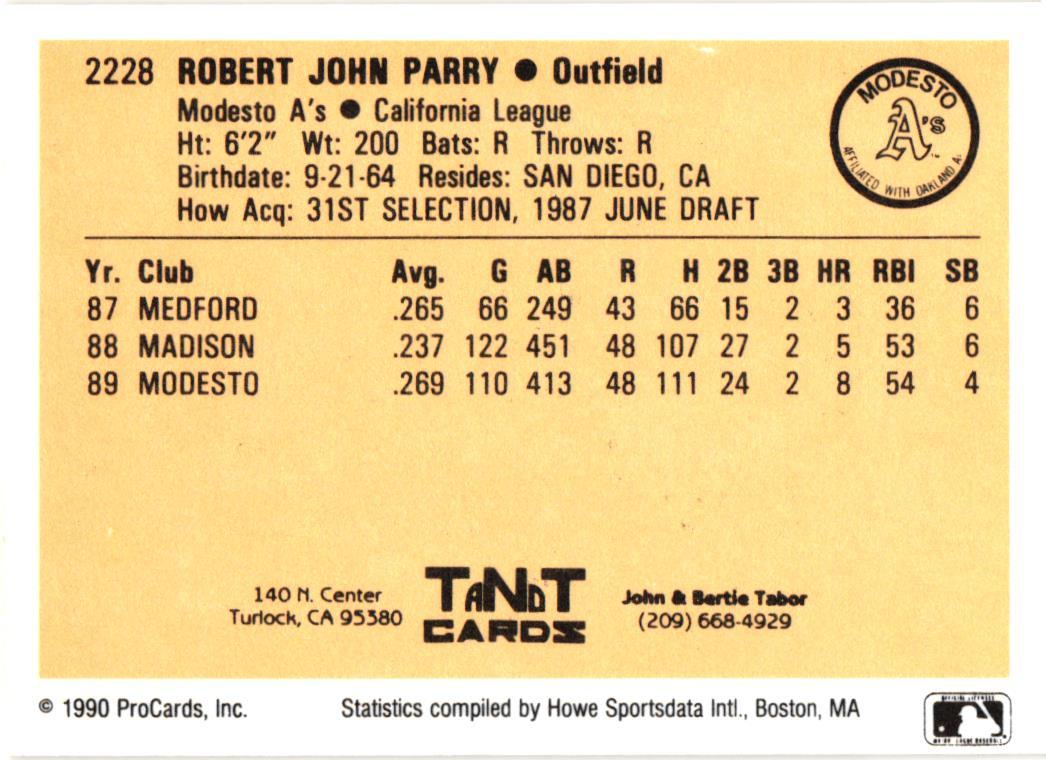 2228 ROBERT JOHN PARRY ● Outfield
Modesto A's ● California League
Ht: 6'2" Wt: 200 Bats: R Throws: R
Birthdate: 9-21-64 Resides: SAN DIEGO, CA
How Acq: 31ST SELECTION, 1987 JUNE DRAFT
MODESTO
A's
AFFILIATED WITH OAKLAND A
Yr. Club Avg. G AB R H 2B 3B HR RBI SB
87 MEDFORD .265 66 249 43 66 15 2 3 36 6
88 MADISON .237 122 451 48 107 27 2 5 53 6
89 MODESTO .269 110 413 48 111 24 2 8 54 4
140 N. Center
Turlock, CA 95380
TaNdT
CARDS
John & Bertie Tabor
(209) 668-4929
© 1990 ProCards, Inc. Statistics compiled by Howe Sportsdata Intl., Boston, MA